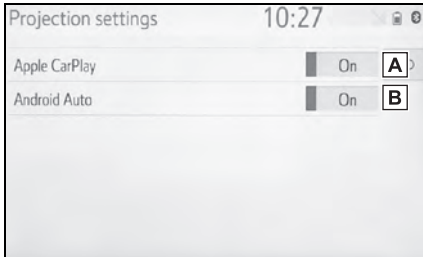 Projection settings 10:27
Apple CarPlay On A
Android Auto On B